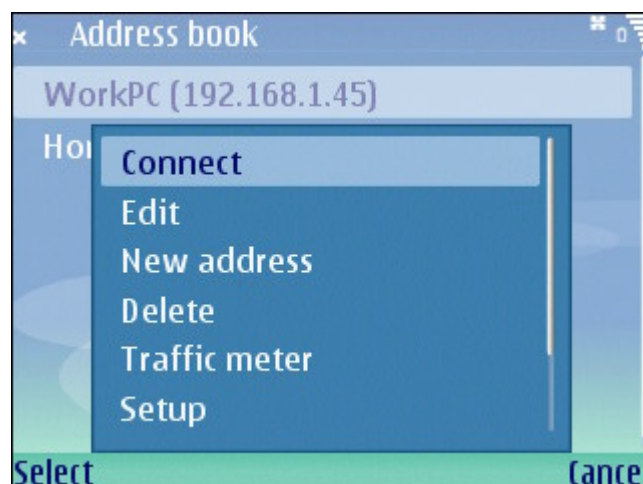 Address book
WorkPC (192.168.1.45)
Connect
Edit
New address
Delete
Traffic meter
Setup
Select